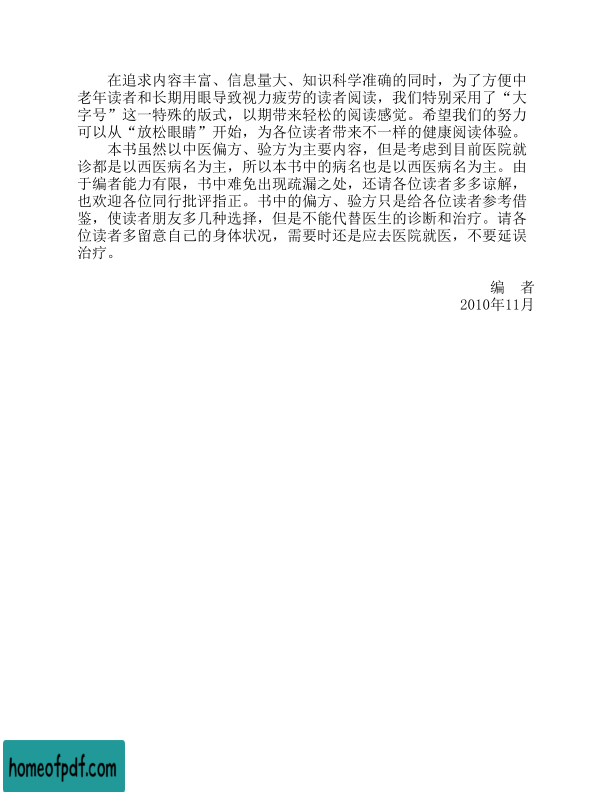 在追求内容丰富、信息量大、知识科学准确的同时，为了方便中
老年读者和长期用眼导致视力疲劳的读者阅读，我们特别采用了“大
字号”这一特殊的版式，以期带来轻松的阅读感觉。希望我们的努力
可以从“放松眼睛”开始，为各位读者带来不一样的健康阅读体验。
本书虽然以中医偏方、验方为主要内容，但是考虑到目前医院就
诊都是以西医病名为主，所以本书中的病名也是以西医病名为主。由
于编者能力有限，书中难免出现疏漏之处，还请各位读者多多谅解，
也欢迎各位同行批评指正。书中的偏方、验方只是给各位读者参考借
鉴，使读者朋友多几种选择，但是不能代替医生的诊断和治疗。请各
位读者多留意自己的身体状况，需要时还是应去医院就医，不要延误
治疗。
编　者
2010年11月
homeofpdf.com